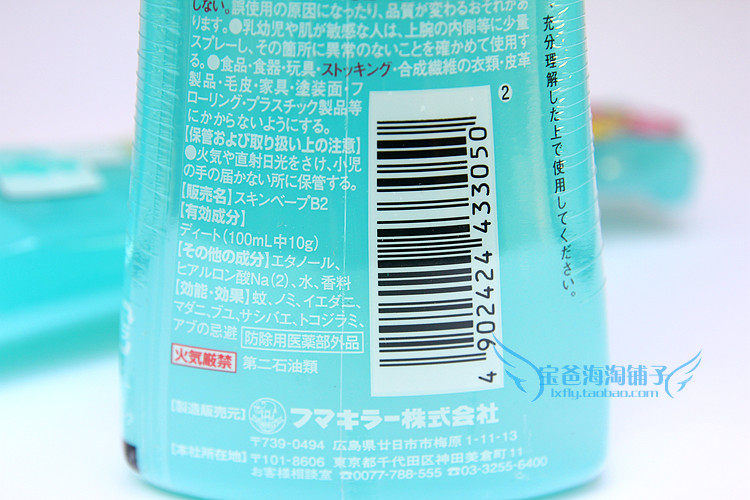 しない。誤使用の原因になったり、品質が変わるおそれがあ
ります。●乳幼児や肌が敏感な人は、上腕の内側等に少量
スプレーし、その箇所に異常のないことを確かめて使用す
る。●食品・食器・玩具・ストッキング・合成繊維の衣類・皮革
製品・毛皮・家具・塗装面・フ
ローリング・プラスチック製品等
にかからないようにする。
【保管および取り扱い上の注意】
●火気や直射日光をさけ、小児
の手の届かない所に保管する。
【販売名】スキンベープB2
【有効成分】
ディート(100mL中10g)
【その他の成分】エタノール、
ヒアルロン酸Na(2)、水、香料
【効能・効果】蚊、ノミ、イエダニ、
マダニ、ブユ、サシバエ、トコジラミ、
アブの忌避 防除用医薬部外品
火気厳禁 第二石油類
2
4 902424 433050
・充分理解した上で使用してください。
【製造販売元】 フマキラー株式会社
〒739-0494 広島県廿日市市梅原1-11-13
【本社所在地】〒101-8606 東京都千代田区神田美倉町11
お客様相談室 ☎0077-788-555 ☎03-3255-6400
宝爸海淘铺子
lxfly.taobao.com